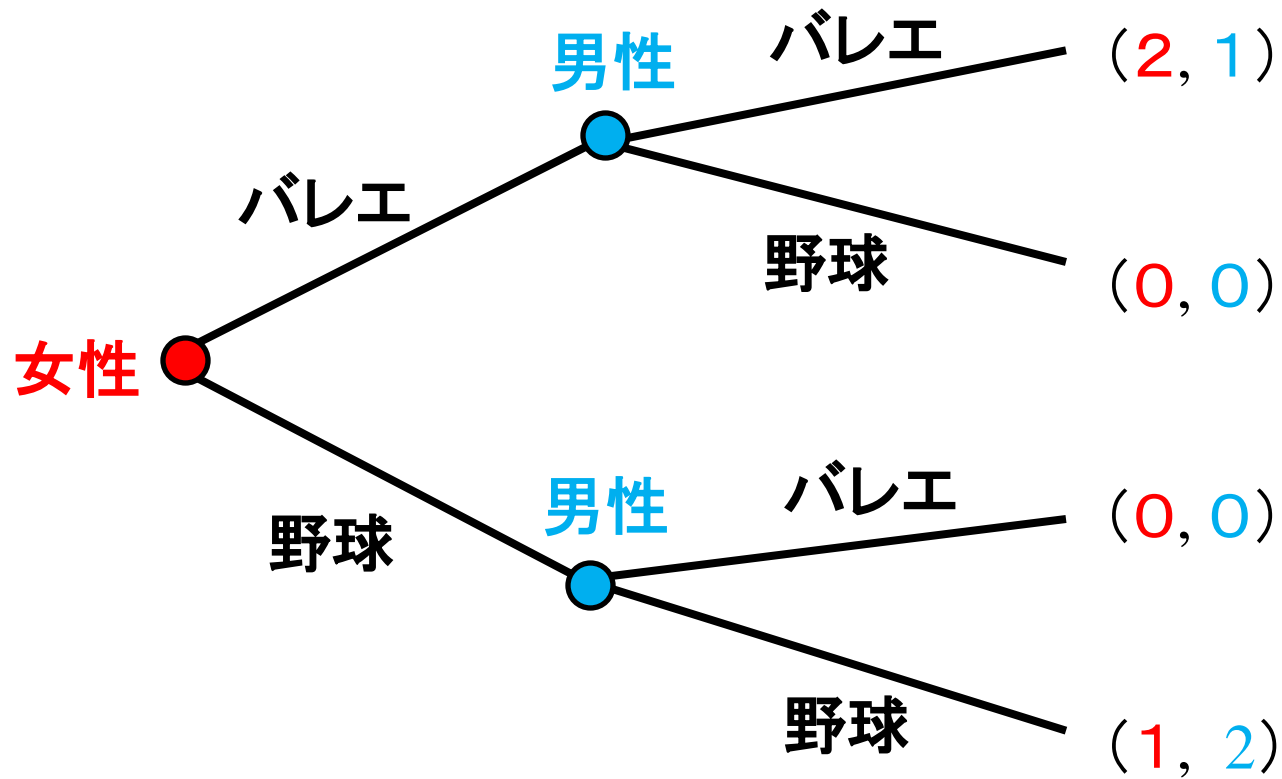 男性
バレエ
(2, 1)
バレエ
野球
(0, 0)
女性
男性
バレエ
(0, 0)
野球
野球
(1, 2)